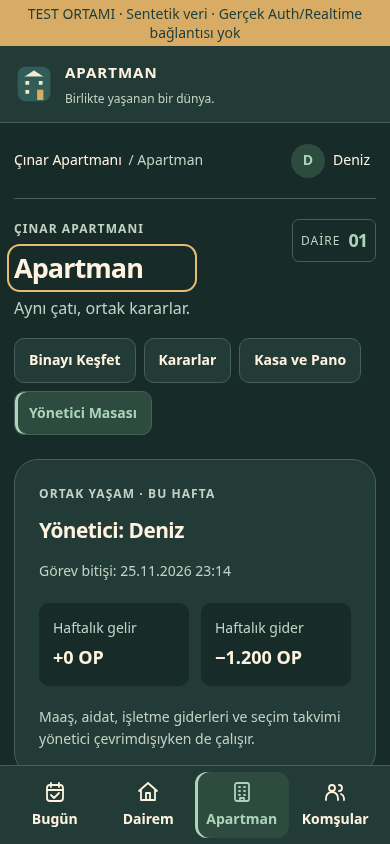 TEST ORTAMI · Sentetik veri · Gerçek Auth/Realtime
bağlantısı yok
APARTMAN
Birlikte yaşanan bir dünya.
Çınar Apartmanı / Apartman
D Deniz
ÇINAR APARTMANI
DAİRE 01
Apartman
Aynı çatı, ortak kararlar.
Binayı Keşfet
Kararlar
Kasa ve Pano
Yönetici Masası
ORTAK YAŞAM · BU HAFTA
Yönetici: Deniz
Görev bitişi: 25.11.2026 23:14
Haftalık gelir
+0 OP
Haftalık gider
−1.200 OP
Maaş, aidat, işletme giderleri ve seçim takvimi
yönetici çevrimdışıyken de çalışır.
Bugün
Dairem
Apartman
Komşular